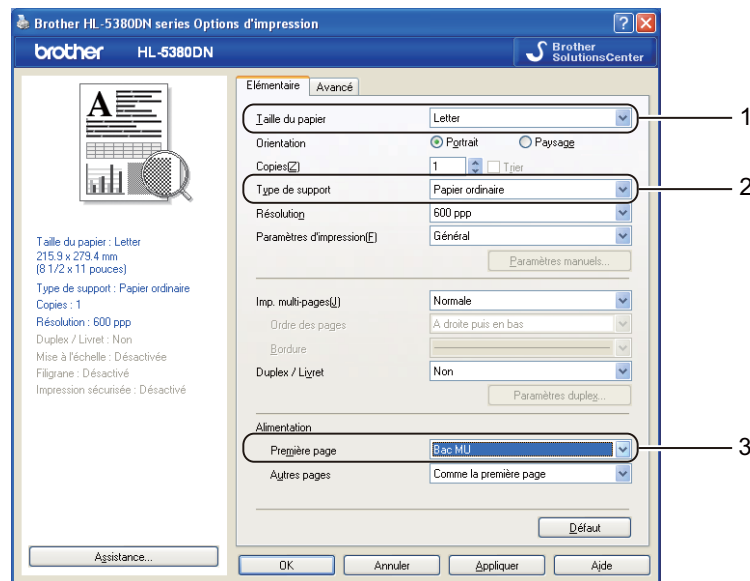 Brother HL-5380DN series Options d'impression
brother HL-5380DN
Brother SolutionsCenter
A
Taille du papier : Letter
215.9 x 279.4 mm
(8 1/2 x 11 pouces)
Type de support : Papier ordinaire
Copies : 1
Résolution : 600 ppp
Duplex / Livret : Non
Mise à l'échelle : Désactivée
Filigrane : Désactivé
Impression sécurisée : Désactivé
Assistance...
Elémentaire Avancé
Taille du papier Letter 1
Orientation Portrait Paysage
Copies(Z) 1 Trier
Type de support Papier ordinaire 2
Résolution 600 ppp
Paramètres d'impression(F) Général
Paramètres manuels...
Imp. multi-pages(J) Normale
Ordre des pages A droite puis en bas
Bordure
Duplex / Livret Non
Paramètres duplex...
Alimentation
Première page Bac MU 3
Autres pages Comme la première page
Défaut
OK Annuler Appliquer Aide